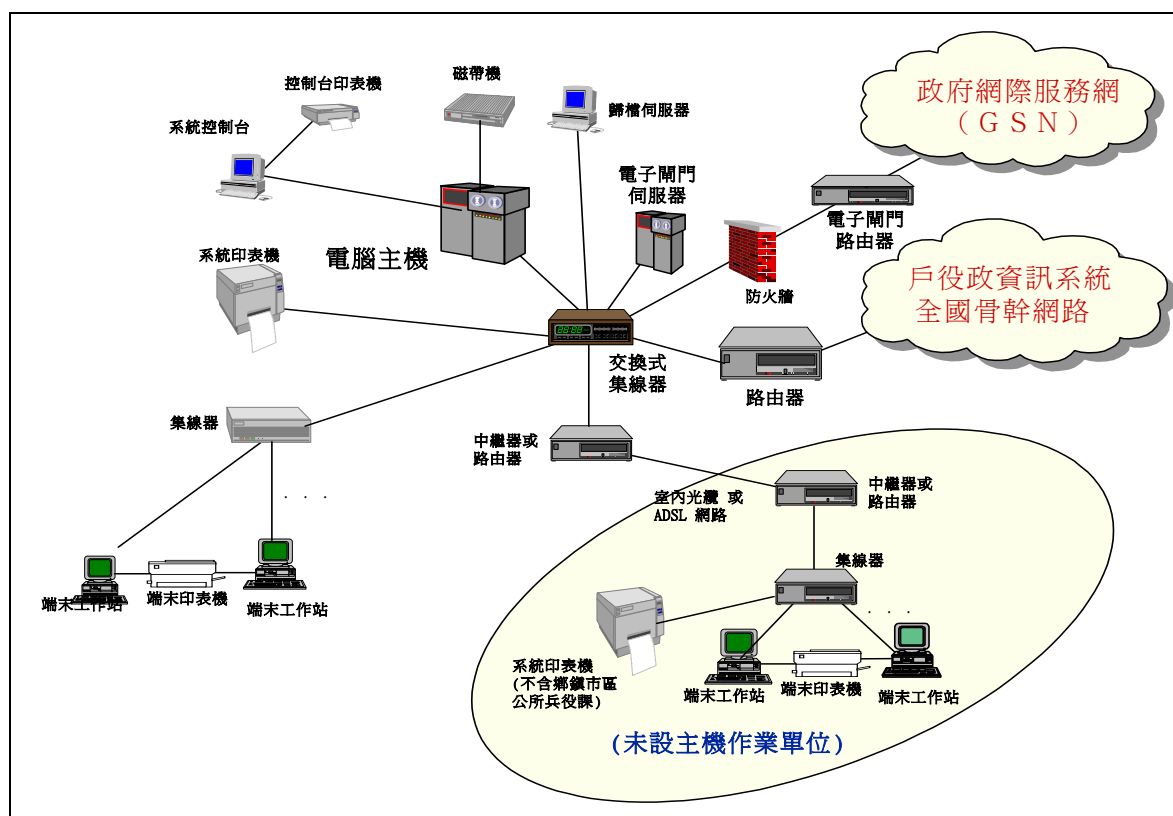 磁帶機
控制台印表機
歸檔伺服器
系統控制台
政府網際服務網
（ＧＳＮ）
電子閘門
伺服器
電子閘門
路由器
電腦主機
系統印表機
防火牆
戶役政資訊系統
全國骨幹網路
交換式
集線器
路由器
集線器
中繼器或
路由器
. . .
室內光纜 或
ADSL 網路
中繼器或
路由器
集線器
. . .
端末工作站
端末印表機
端末工作站
系統印表機
(不含鄉鎮市區
公所兵役課)
端末工作站
端末印表機
端末工作站
(未設主機作業單位)